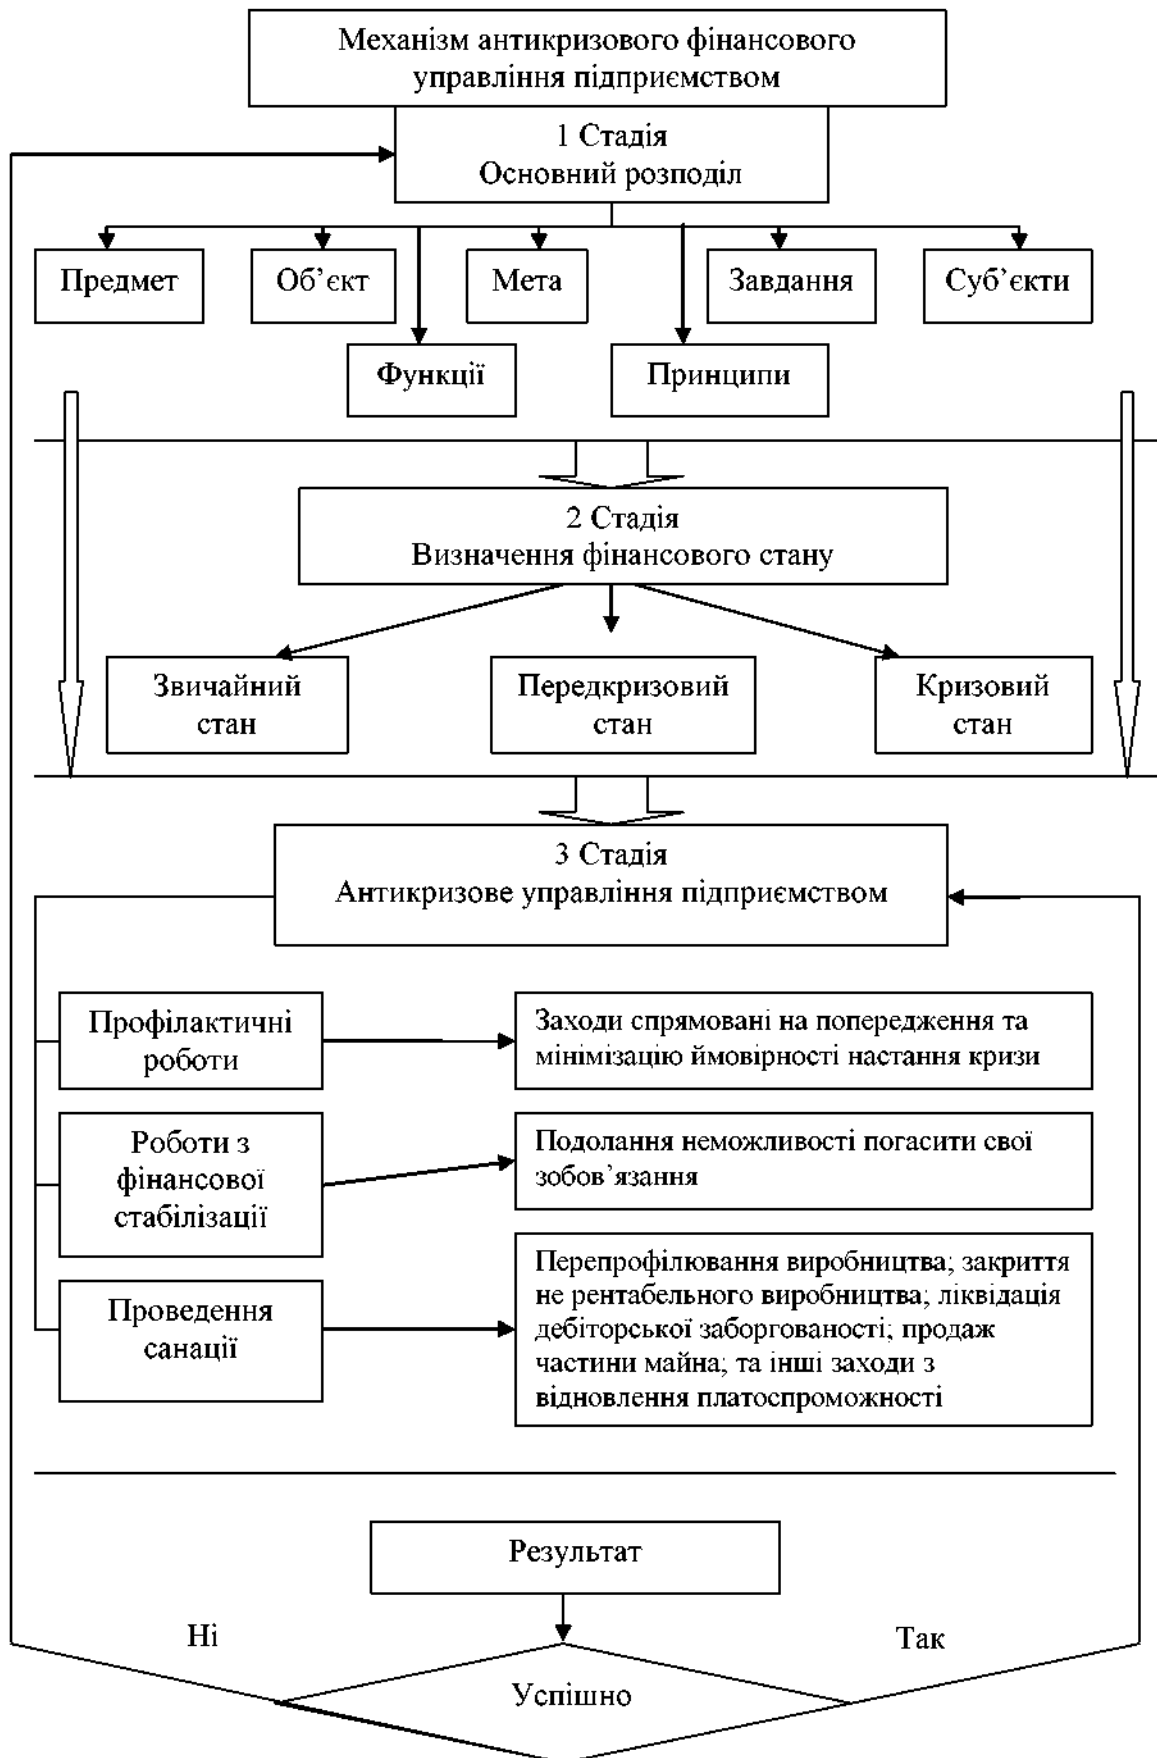 Механізм антикризового фінансового
управління підприємством
1 Стадія
Основний розподіл
Предмет
Об’єкт
Мета
Завдання
Суб’єкти
Функції
Принципи
2 Стадія
Визначення фінансового стану
Звичайний
стан
Передкризовий
стан
Кризовий
стан
3 Стадія
Антикризове управління підприємством
Профілактичні
роботи
Заходи спрямовані на попередження та
мінімізацію ймовірності настання кризи
Роботи з
фінансової
стабілізації
Подолання неможливості погасити свої
зобов’язання
Проведення
санації
Перепрофілювання виробництва; закриття
не рентабельного виробництва; ліквідація
дебіторської заборгованості; продаж
частини майна; та інші заходи з
відновлення платоспроможності
Результат
Ні
Так
Успішно